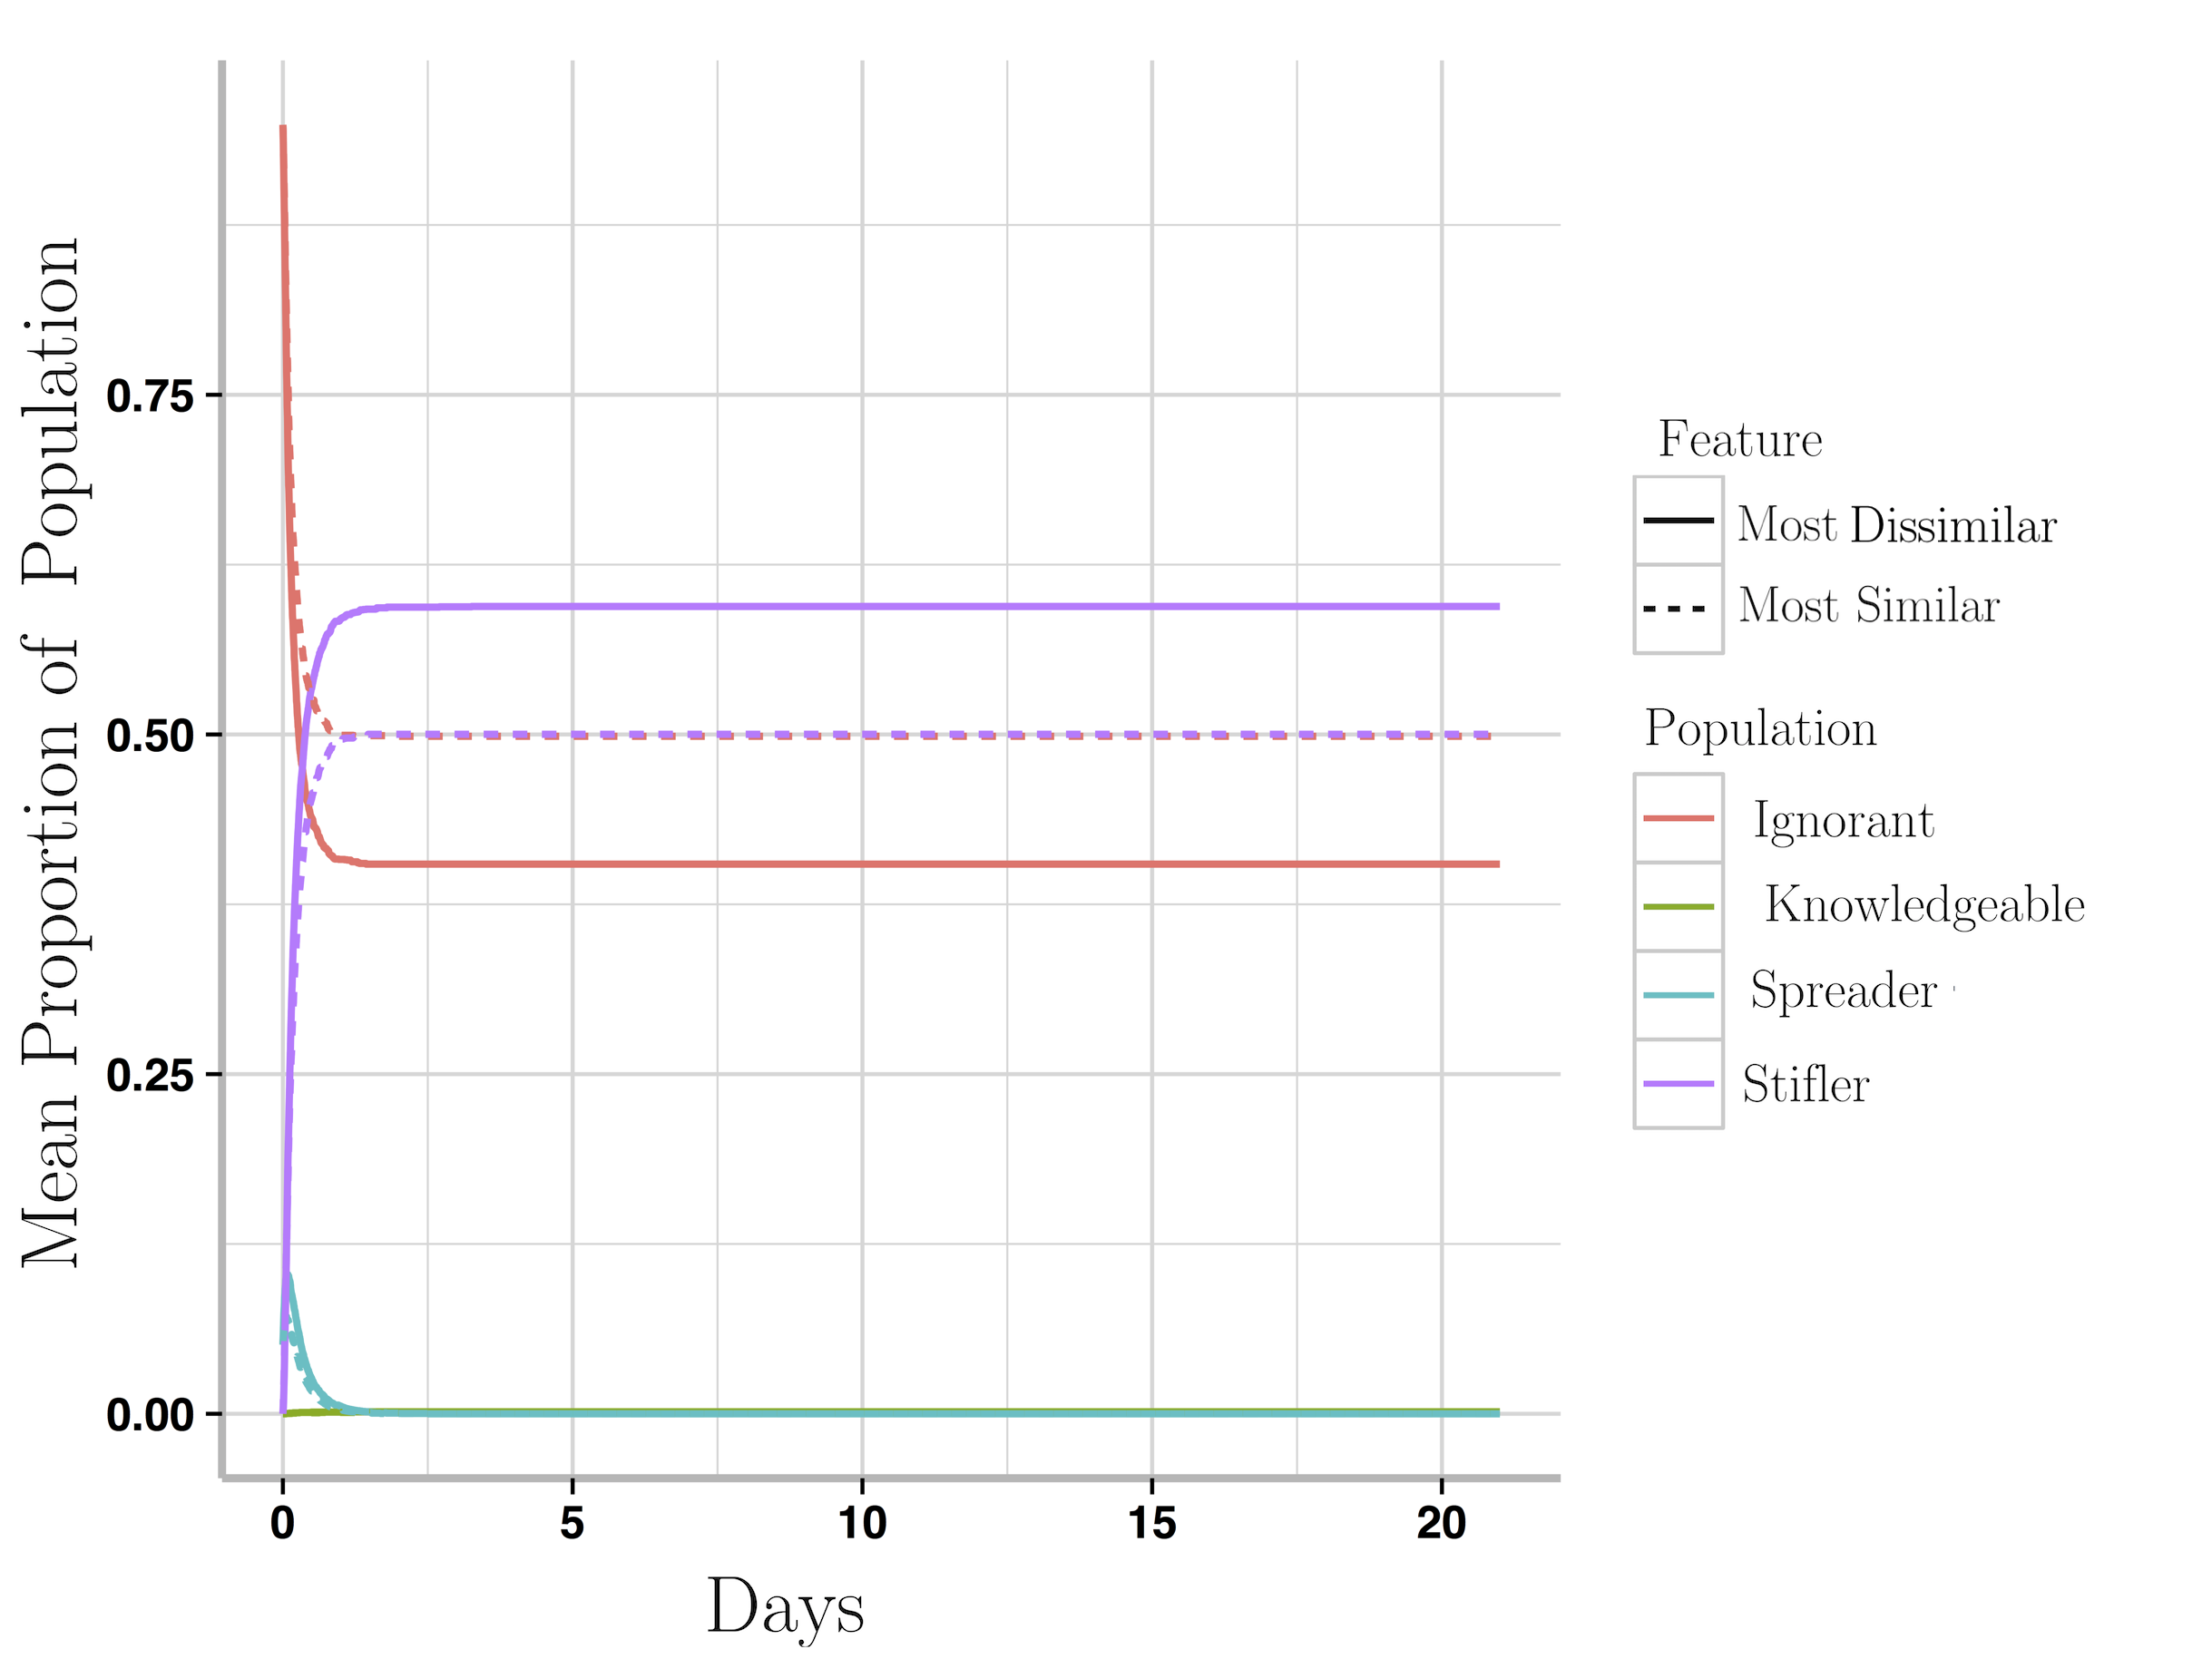 Mean Proportion of Population
0.75
0.50
0.25
0.00
0 5 10 15 20
Days
Feature
Most Dissimilar
Most Similar
Population
Ignorant
Knowledgeable
Spreader
Stifler